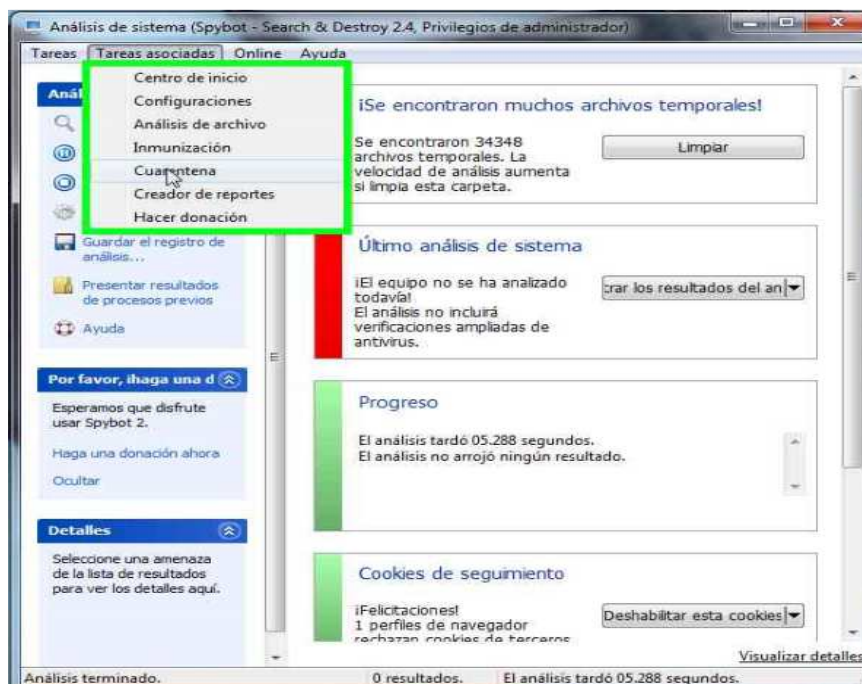 Análisis de sistema (Spybot - Search & Destroy 2.4, Privilegios de administrador)
Tareas Tareas asociadas Online Ayuda
Centro de inicio
Configuraciones
Análisis de archivo
Inmunización
Cuarentena
Creador de reportes
Hacer donación
Guardar el registro de
análisis...
Presentar resultados
de procesos previos
Ayuda
Por favor, ¡haga una d
Esperamos que disfrute
usar Spybot 2.
Haga una donación ahora
Ocultar
Detalles
Seleccione una amenaza
de la lista de resultados
para ver los detalles aquí.
¡Se encontraron muchos archivos temporales!
Se encontraron 34348
archivos temporales. La
velocidad de análisis aumenta
si limpia esta carpeta.
Limpiar
Último análisis de sistema
¡El equipo no se ha analizado
todavía!
El análisis no incluirá
verificaciones ampliadas de
antivirus.
trar los resultados del an
Progreso
El análisis tardó 05.288 segundos.
El análisis no arrojó ningún resultado.
Cookies de seguimiento
¡Felicitaciones!
1 perfiles de navegador
rechazan cookies de terceros
Deshabilitar esta cookies
Visualizar detalles
Análisis terminado. 0 resultados. El análisis tardó 05.288 segundos.